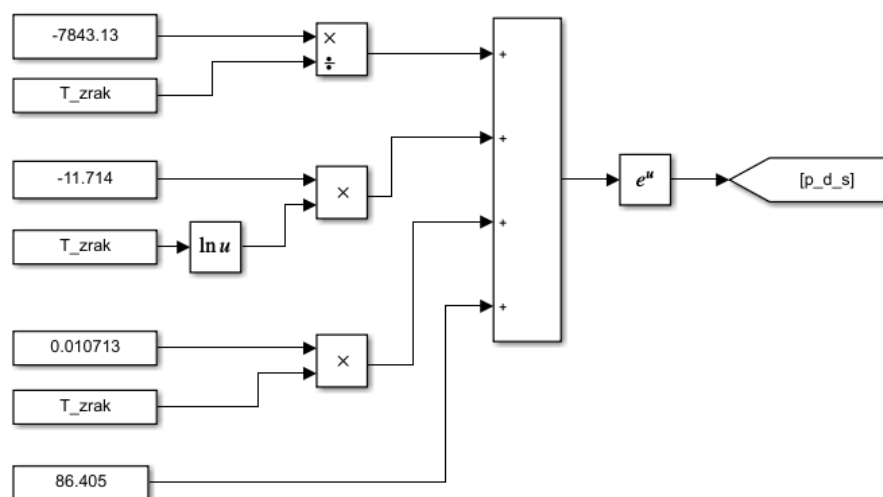 -7843.13
×
÷
T_zrak
+
-11.714
×
+
T_zrak
ln u
e^u
[p_d_s]
+
0.010713
×
T_zrak
+
86.405